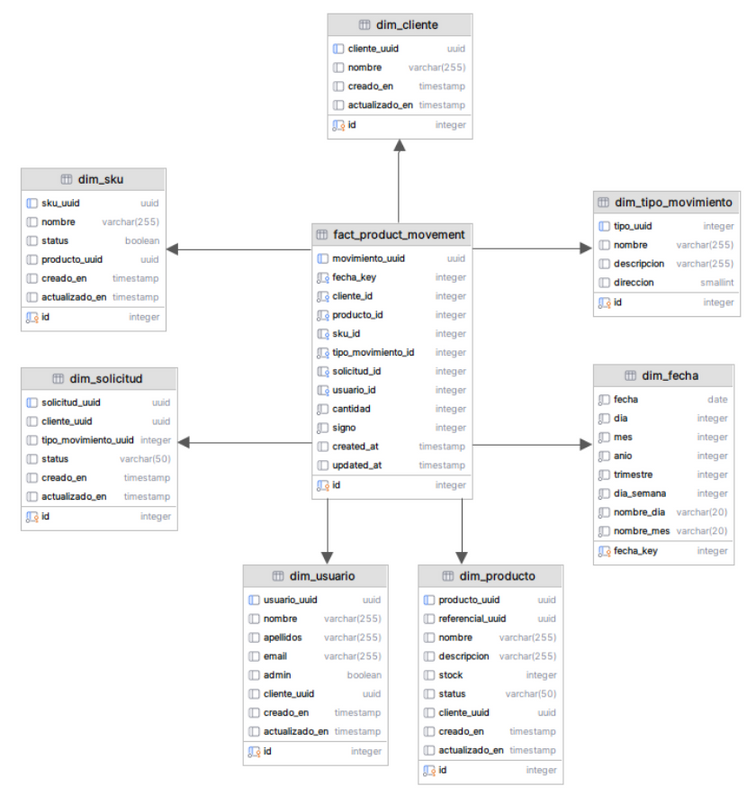 dim_cliente
cliente_uuid uuid
nombre varchar(255)
creado_en timestamp
actualizado_en timestamp
id integer
dim_sku
sku_uuid uuid
nombre varchar(255)
status boolean
producto_uuid uuid
creado_en timestamp
actualizado_en timestamp
id integer
fact_product_movement
movimiento_uuid uuid
fecha_key integer
cliente_id integer
producto_id integer
sku_id integer
tipo_movimiento_id integer
solicitud_id integer
usuario_id integer
cantidad integer
signo integer
created_at timestamp
updated_at timestamp
id integer
dim_tipo_movimiento
tipo_uuid integer
nombre varchar(255)
descripcion varchar(255)
direccion smallint
id integer
dim_solicitud
solicitud_uuid uuid
cliente_uuid uuid
tipo_movimiento_uuid integer
status varchar(50)
creado_en timestamp
actualizado_en timestamp
id integer
dim_fecha
fecha date
dia integer
mes integer
anio integer
trimestre integer
dia_semana integer
nombre_dia varchar(20)
nombre_mes varchar(20)
fecha_key integer
dim_usuario
usuario_uuid uuid
nombre varchar(255)
apellidos varchar(255)
email varchar(255)
admin boolean
cliente_uuid uuid
creado_en timestamp
actualizado_en timestamp
id integer
dim_producto
producto_uuid uuid
referencial_uuid uuid
nombre varchar(255)
descripcion varchar(255)
stock integer
status varchar(50)
cliente_uuid uuid
creado_en timestamp
actualizado_en timestamp
id integer